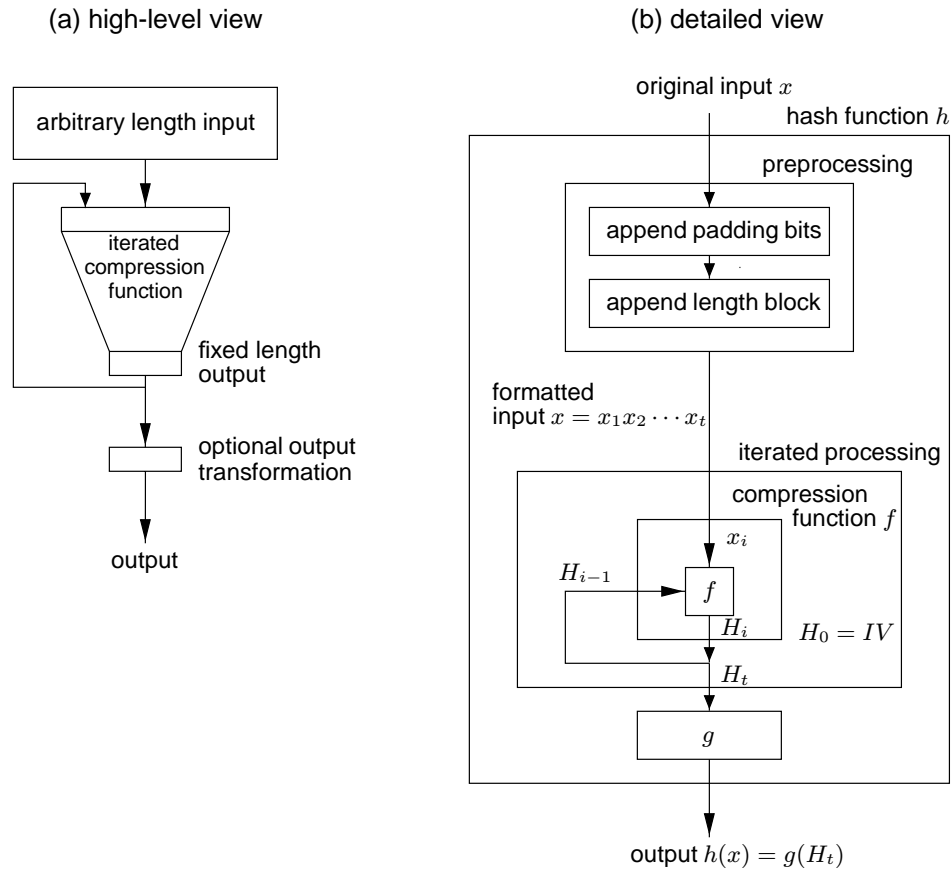 (a) high-level view
arbitrary length input
iterated
compression
function
fixed length
output
optional output
transformation
output
(b) detailed view
original input x
hash function h
preprocessing
append padding bits
append length block
formatted
input x = x₁x₂ ⋯ xₜ
iterated processing
compression
function f
xᵢ
Hᵢ₋₁
f
Hᵢ
H₀ = IV
Hₜ
g
output h(x) = g(Hₜ)